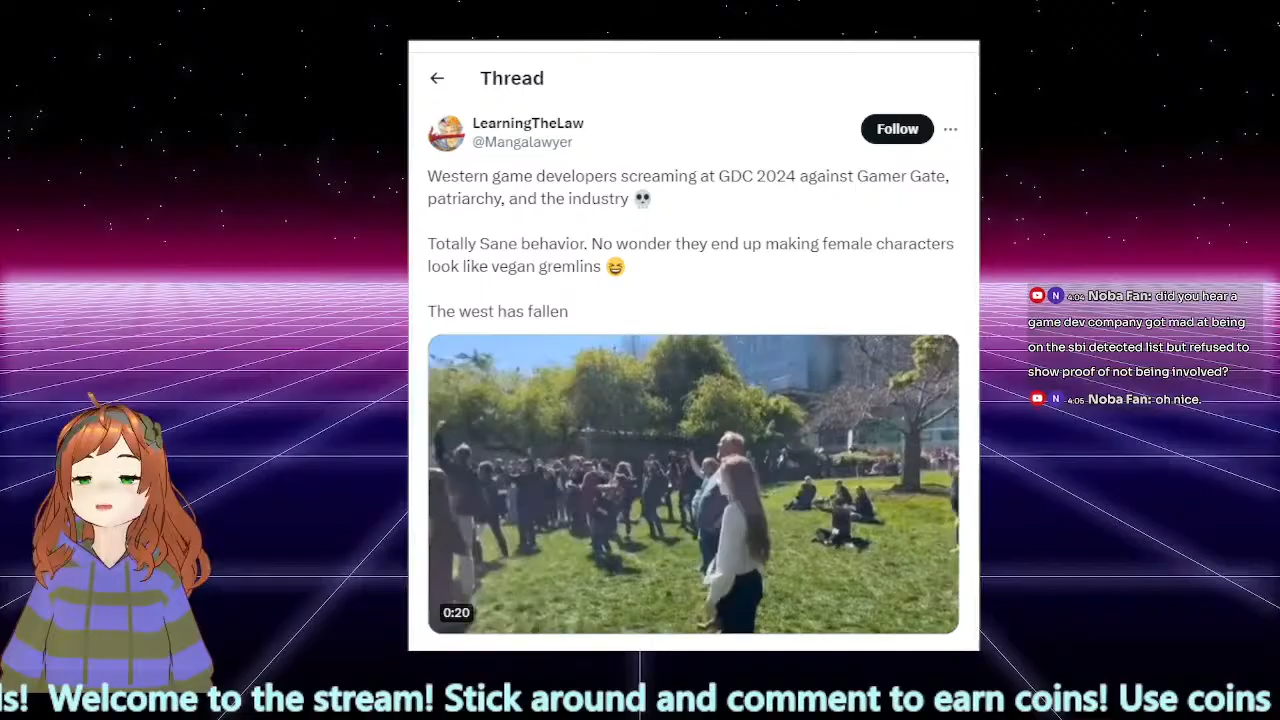 Thread
LearningTheLaw
@Mangalawyer
Follow
Western game developers screaming at GDC 2024 against Gamer Gate,
patriarchy, and the industry 💀
Totally Sane behavior. No wonder they end up making female characters
look like vegan gremlins 😆
The west has fallen
0:20
N 4:04 Noba Fan: did you hear a
game dev company got mad at being
on the sbi detected list but refused to
show proof of not being involved?
N 4:05 Noba Fan: oh nice.
ls! Welcome to the stream! Stick around and comment to earn coins! Use coins